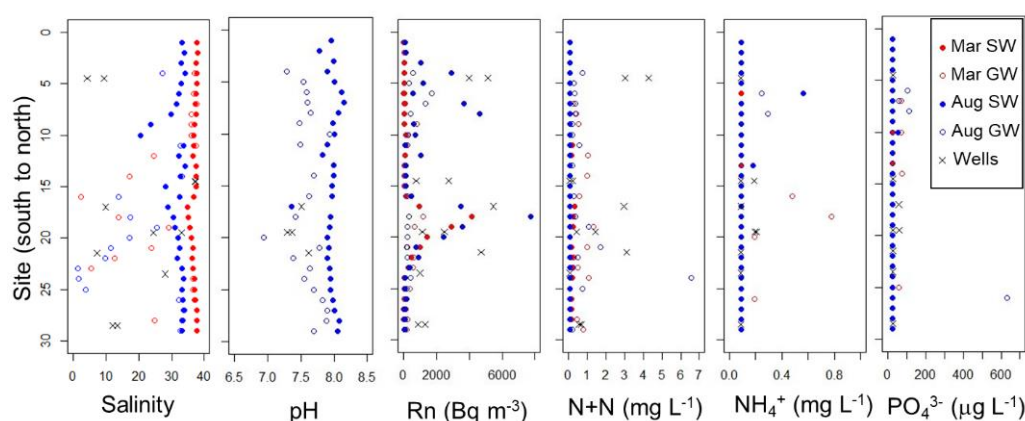 Site (south to north)
0
5
10
15
20
25
30
0 10 20 30 40
Salinity
6.5 7.0 7.5 8.0 8.5
pH
0 2000 6000
Rn (Bq m⁻³)
0 1 2 3 4 5 6 7
N+N (mg L⁻¹)
0.0 0.4 0.8
NH₄⁺ (mg L⁻¹)
0 200 400 600
PO₄³⁻ (µg L⁻¹)
Mar SW
Mar GW
Aug SW
Aug GW
Wells